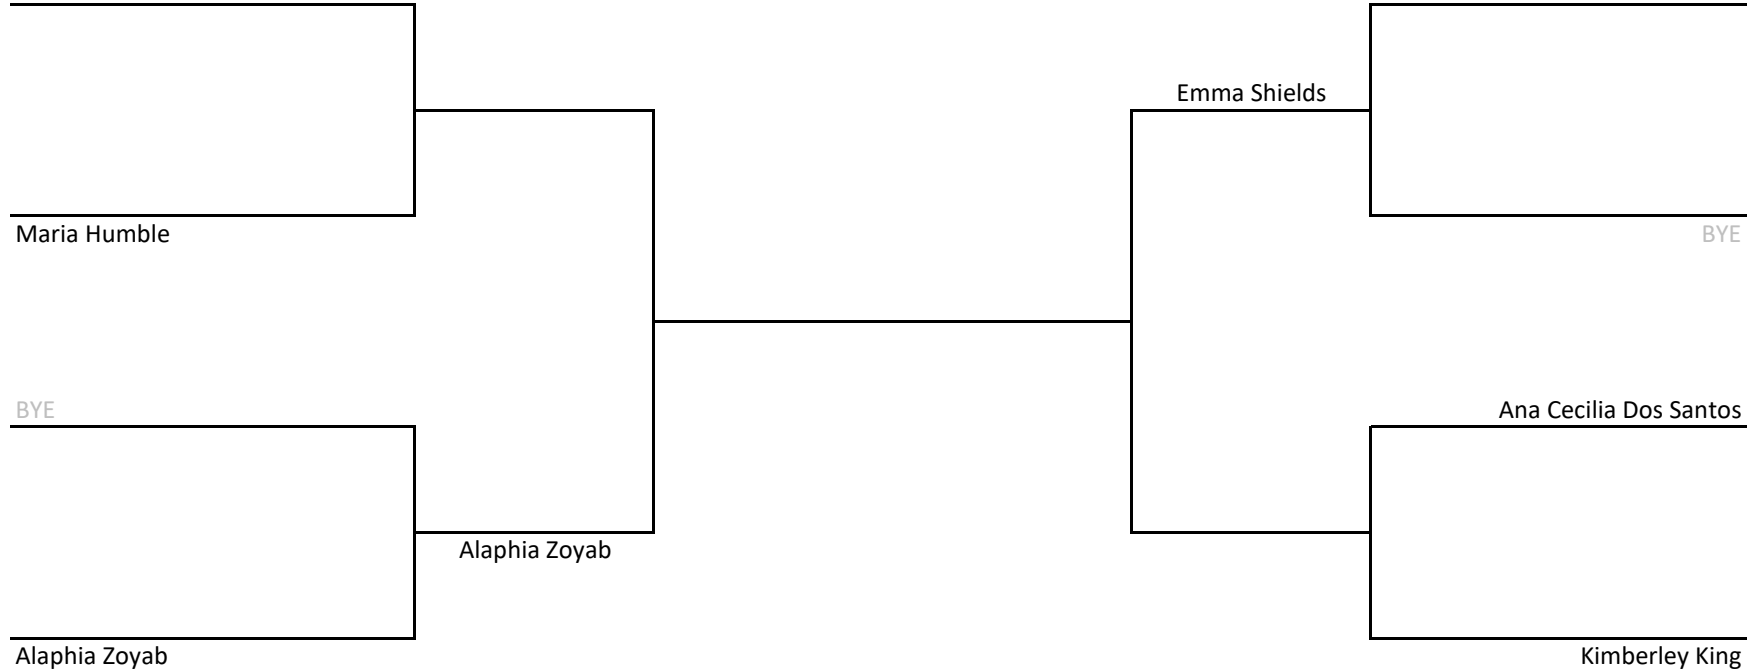 Emma Shields
Maria Humble
BYE
BYE
Ana Cecilia Dos Santos
Alaphia Zoyab
Alaphia Zoyab
Kimberley King